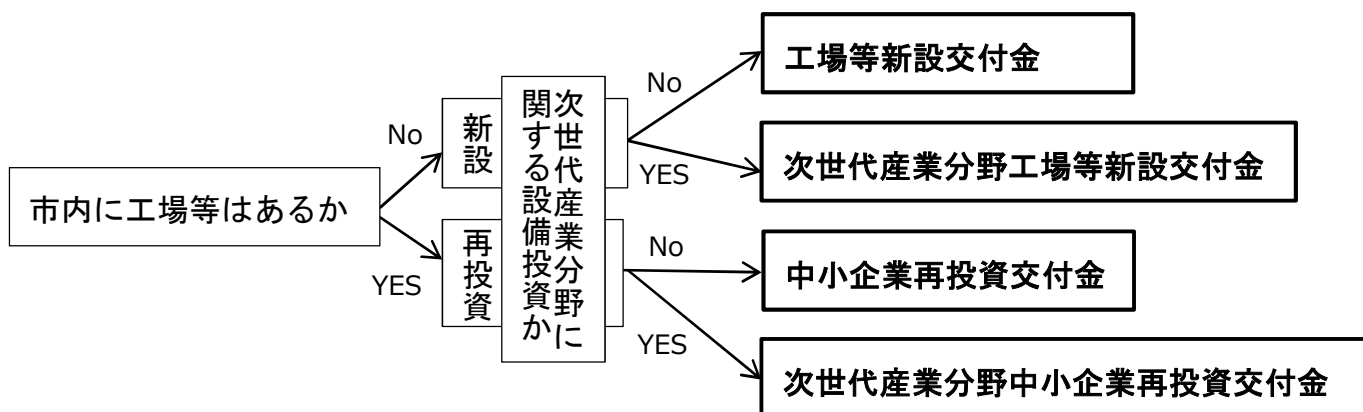 市内に工場等はあるか
No
YES
新設
再投資
次世代産業分野に
関する設備投資か
No
YES
No
YES
工場等新設交付金
次世代産業分野工場等新設交付金
中小企業再投資交付金
次世代産業分野中小企業再投資交付金